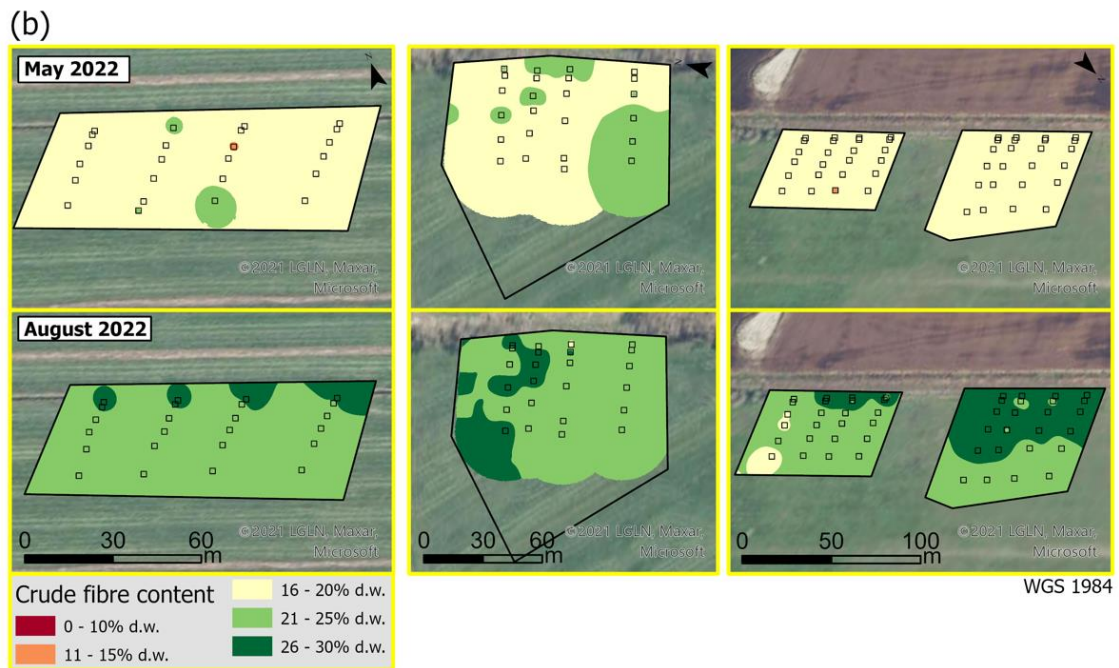 (b)
May 2022
©2021 LGLN, Maxar,
Microsoft
©2021 LGLN, Maxar,
Microsoft
©2021 LGLN, Maxar,
Microsoft
August 2022
©2021 LGLN, Maxar,
Microsoft
0 30 60
m
©2021 LGLN, Maxar,
Microsoft
0 30 60
m
©2021 LGLN, Maxar,
Microsoft
0 50 100
m
WGS 1984
Crude fibre content
0 - 10% d.w.
11 - 15% d.w.
16 - 20% d.w.
21 - 25% d.w.
26 - 30% d.w.